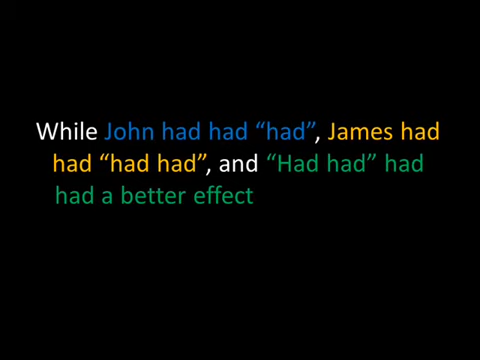 While John had had “had”, James had
had “had had”, and “Had had” had
had a better effect